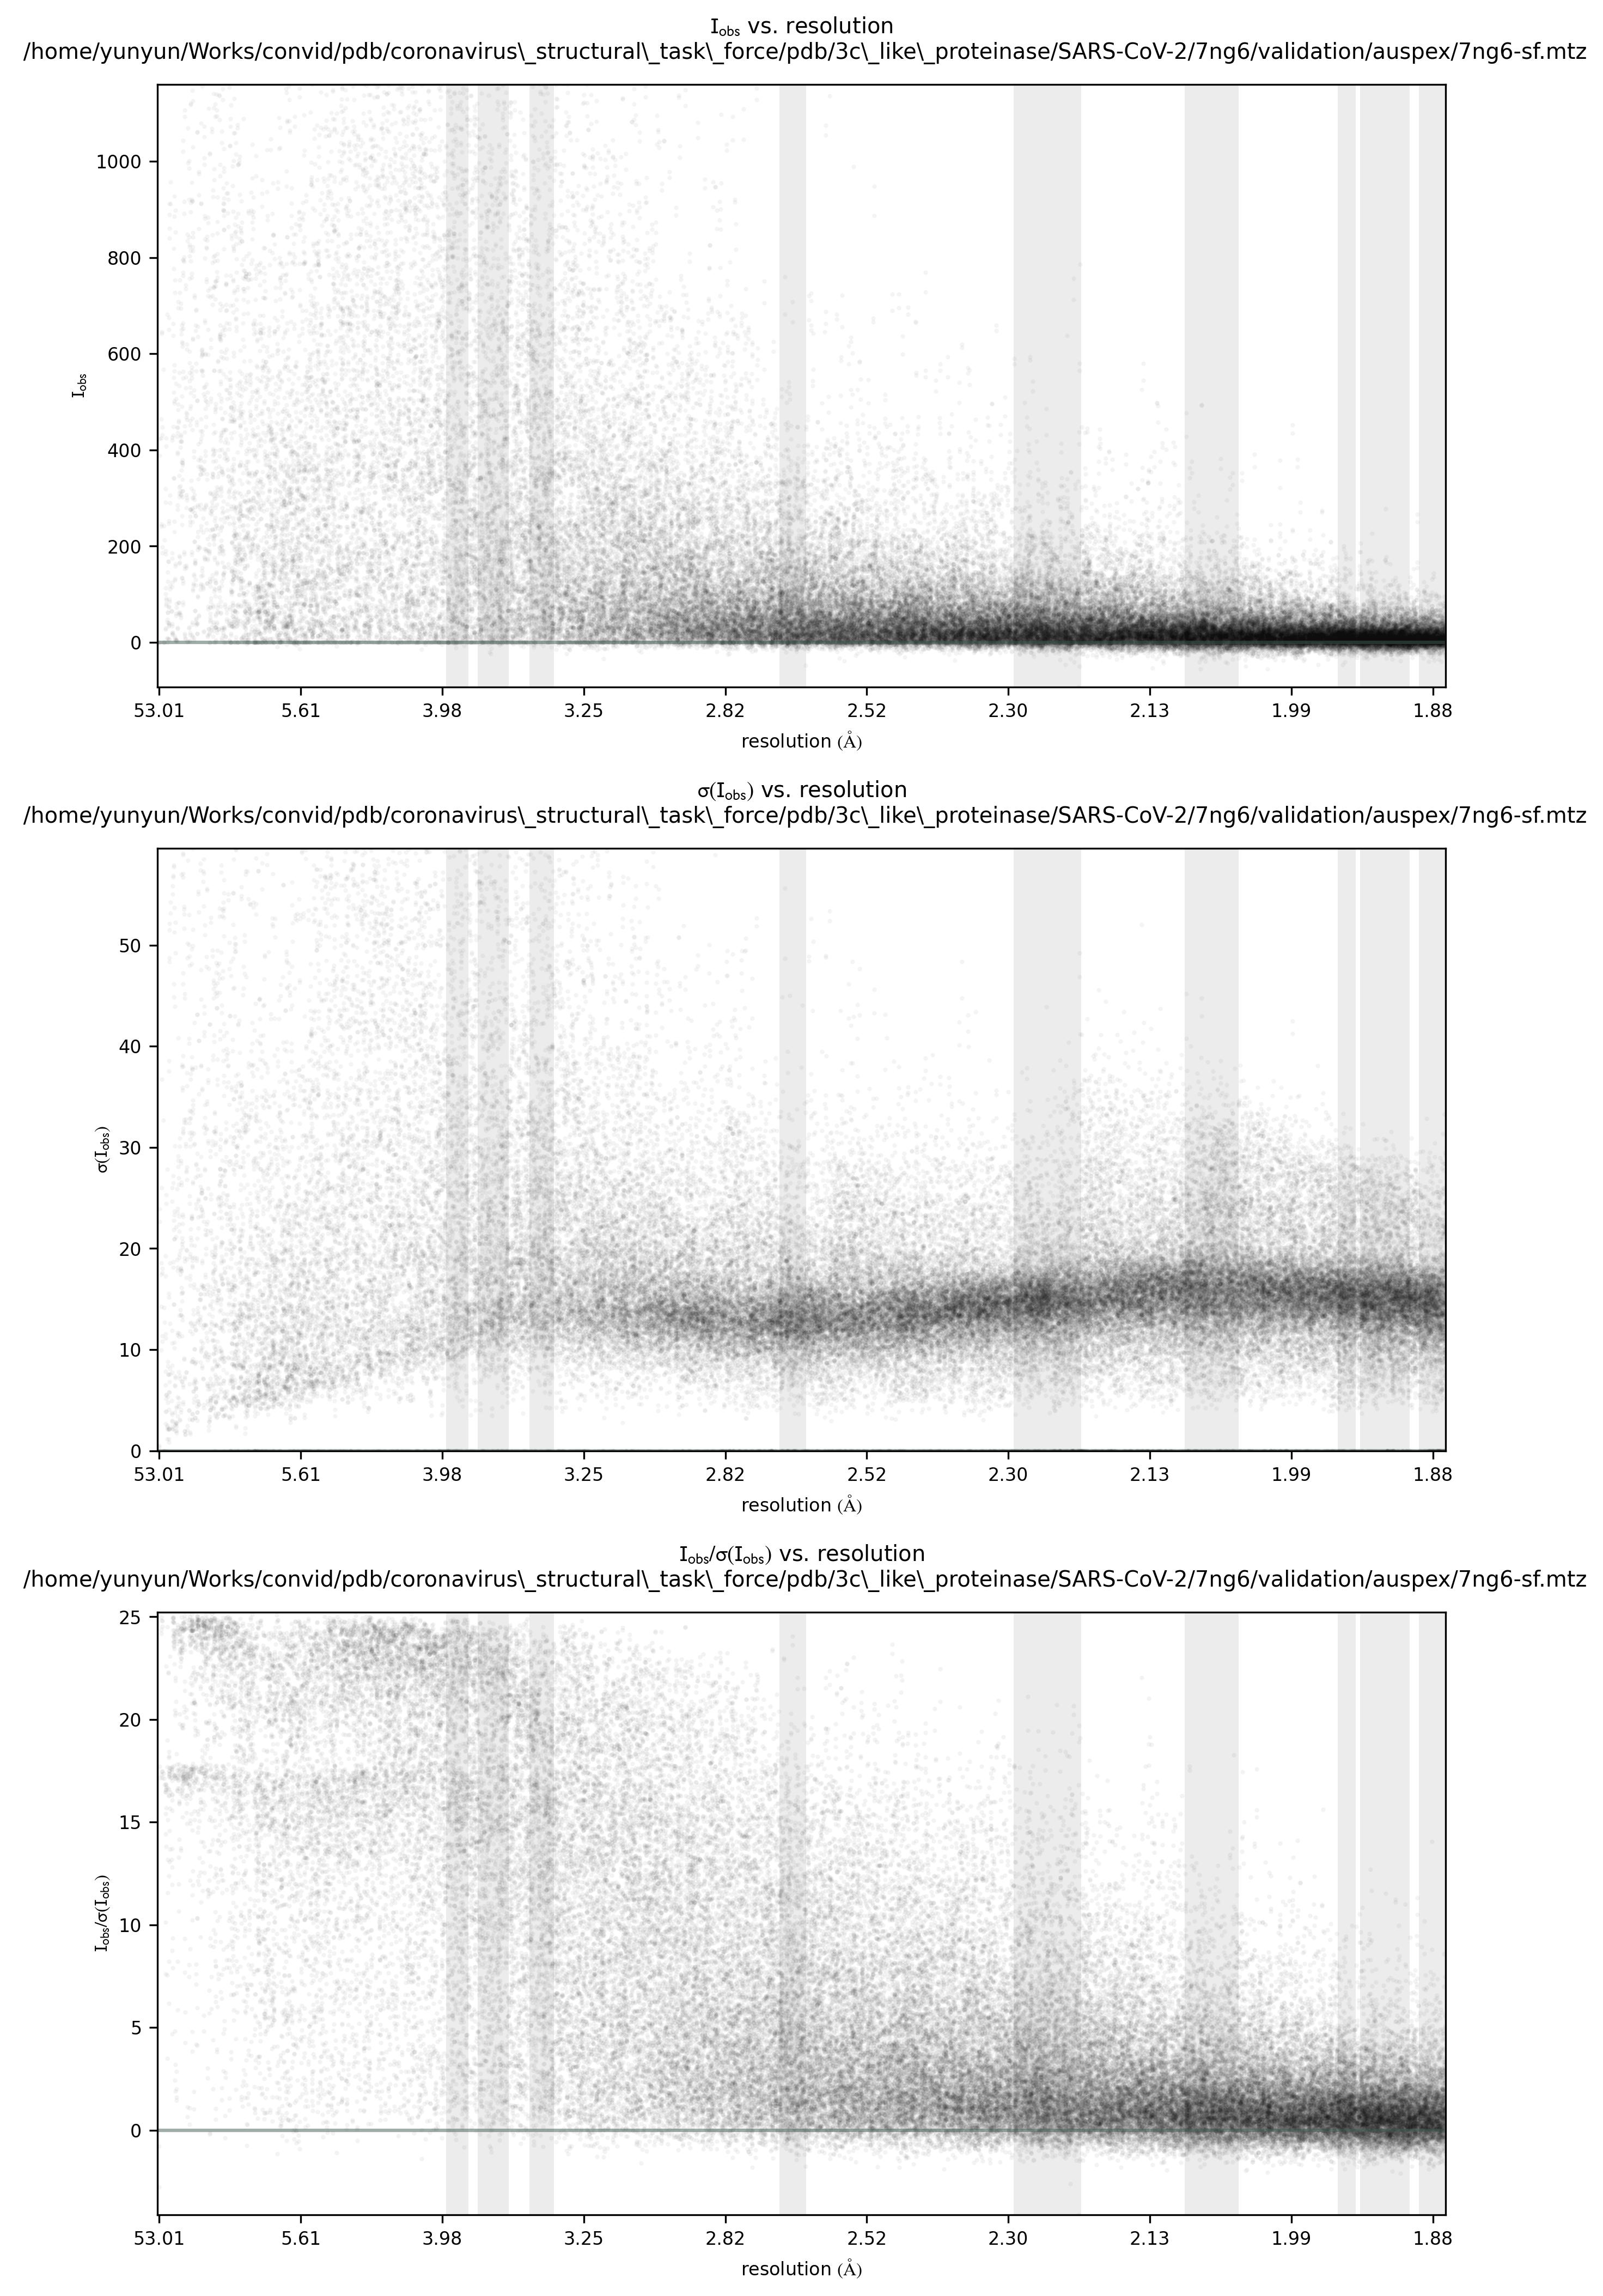 I_obs vs. resolution
/home/yunyun/Works/convid/pdb/coronavirus\_structural\_task\_force/pdb/3c\_like\_proteinase/SARS-CoV-2/7ng6/validation/auspex/7ng6-sf.mtz
1000
800
600
400
200
0
I_obs
53.01 5.61 3.98 3.25 2.82 2.52 2.30 2.13 1.99 1.88
resolution (Å)
σ(I_obs) vs. resolution
/home/yunyun/Works/convid/pdb/coronavirus\_structural\_task\_force/pdb/3c\_like\_proteinase/SARS-CoV-2/7ng6/validation/auspex/7ng6-sf.mtz
50
40
30
20
10
0
σ(I_obs)
53.01 5.61 3.98 3.25 2.82 2.52 2.30 2.13 1.99 1.88
resolution (Å)
I_obs/σ(I_obs) vs. resolution
/home/yunyun/Works/convid/pdb/coronavirus\_structural\_task\_force/pdb/3c\_like\_proteinase/SARS-CoV-2/7ng6/validation/auspex/7ng6-sf.mtz
25
20
15
10
5
0
I_obs/σ(I_obs)
53.01 5.61 3.98 3.25 2.82 2.52 2.30 2.13 1.99 1.88
resolution (Å)